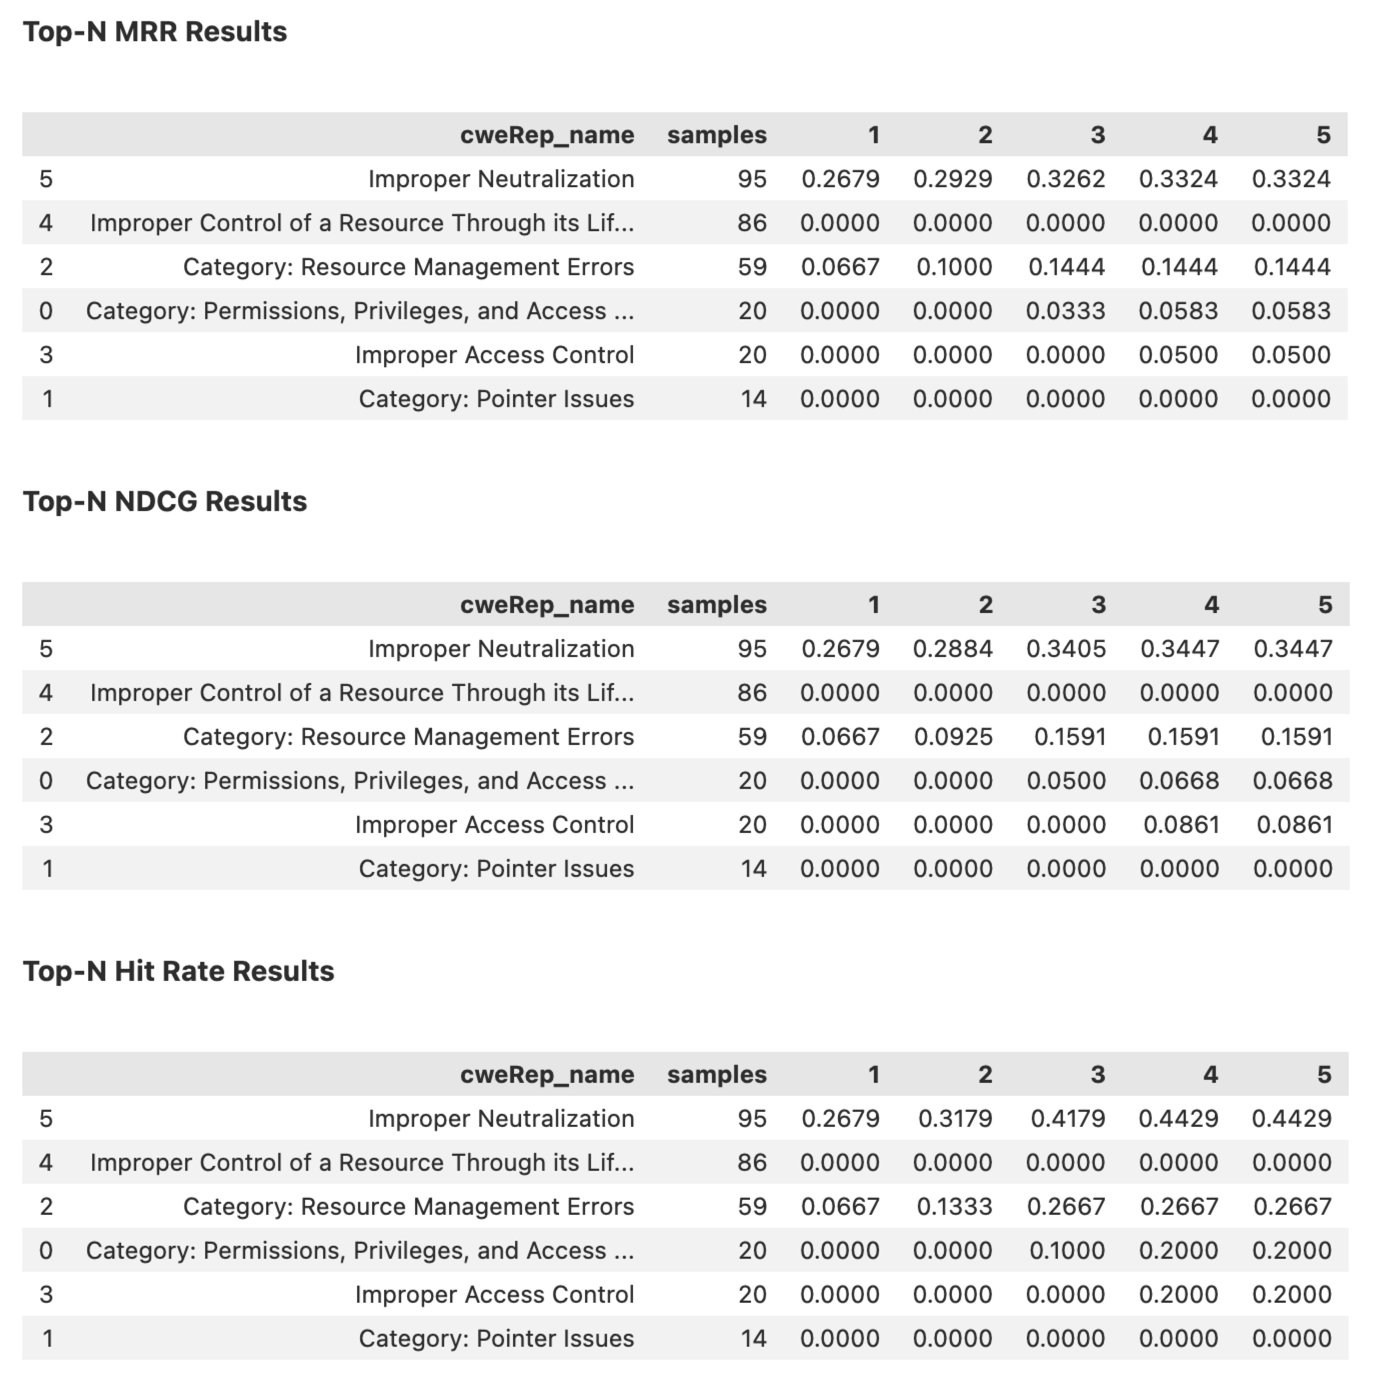 Top-N MRR Results
cweRep_name samples 1 2 3 4 5
5 Improper Neutralization 95 0.2679 0.2929 0.3262 0.3324 0.3324
4 Improper Control of a Resource Through its Lif... 86 0.0000 0.0000 0.0000 0.0000 0.0000
2 Category: Resource Management Errors 59 0.0667 0.1000 0.1444 0.1444 0.1444
0 Category: Permissions, Privileges, and Access ... 20 0.0000 0.0000 0.0333 0.0583 0.0583
3 Improper Access Control 20 0.0000 0.0000 0.0000 0.0500 0.0500
1 Category: Pointer Issues 14 0.0000 0.0000 0.0000 0.0000 0.0000
Top-N NDCG Results
cweRep_name samples 1 2 3 4 5
5 Improper Neutralization 95 0.2679 0.2884 0.3405 0.3447 0.3447
4 Improper Control of a Resource Through its Lif... 86 0.0000 0.0000 0.0000 0.0000 0.0000
2 Category: Resource Management Errors 59 0.0667 0.0925 0.1591 0.1591 0.1591
0 Category: Permissions, Privileges, and Access ... 20 0.0000 0.0000 0.0500 0.0668 0.0668
3 Improper Access Control 20 0.0000 0.0000 0.0000 0.0861 0.0861
1 Category: Pointer Issues 14 0.0000 0.0000 0.0000 0.0000 0.0000
Top-N Hit Rate Results
cweRep_name samples 1 2 3 4 5
5 Improper Neutralization 95 0.2679 0.3179 0.4179 0.4429 0.4429
4 Improper Control of a Resource Through its Lif... 86 0.0000 0.0000 0.0000 0.0000 0.0000
2 Category: Resource Management Errors 59 0.0667 0.1333 0.2667 0.2667 0.2667
0 Category: Permissions, Privileges, and Access ... 20 0.0000 0.0000 0.1000 0.2000 0.2000
3 Improper Access Control 20 0.0000 0.0000 0.0000 0.2000 0.2000
1 Category: Pointer Issues 14 0.0000 0.0000 0.0000 0.0000 0.0000